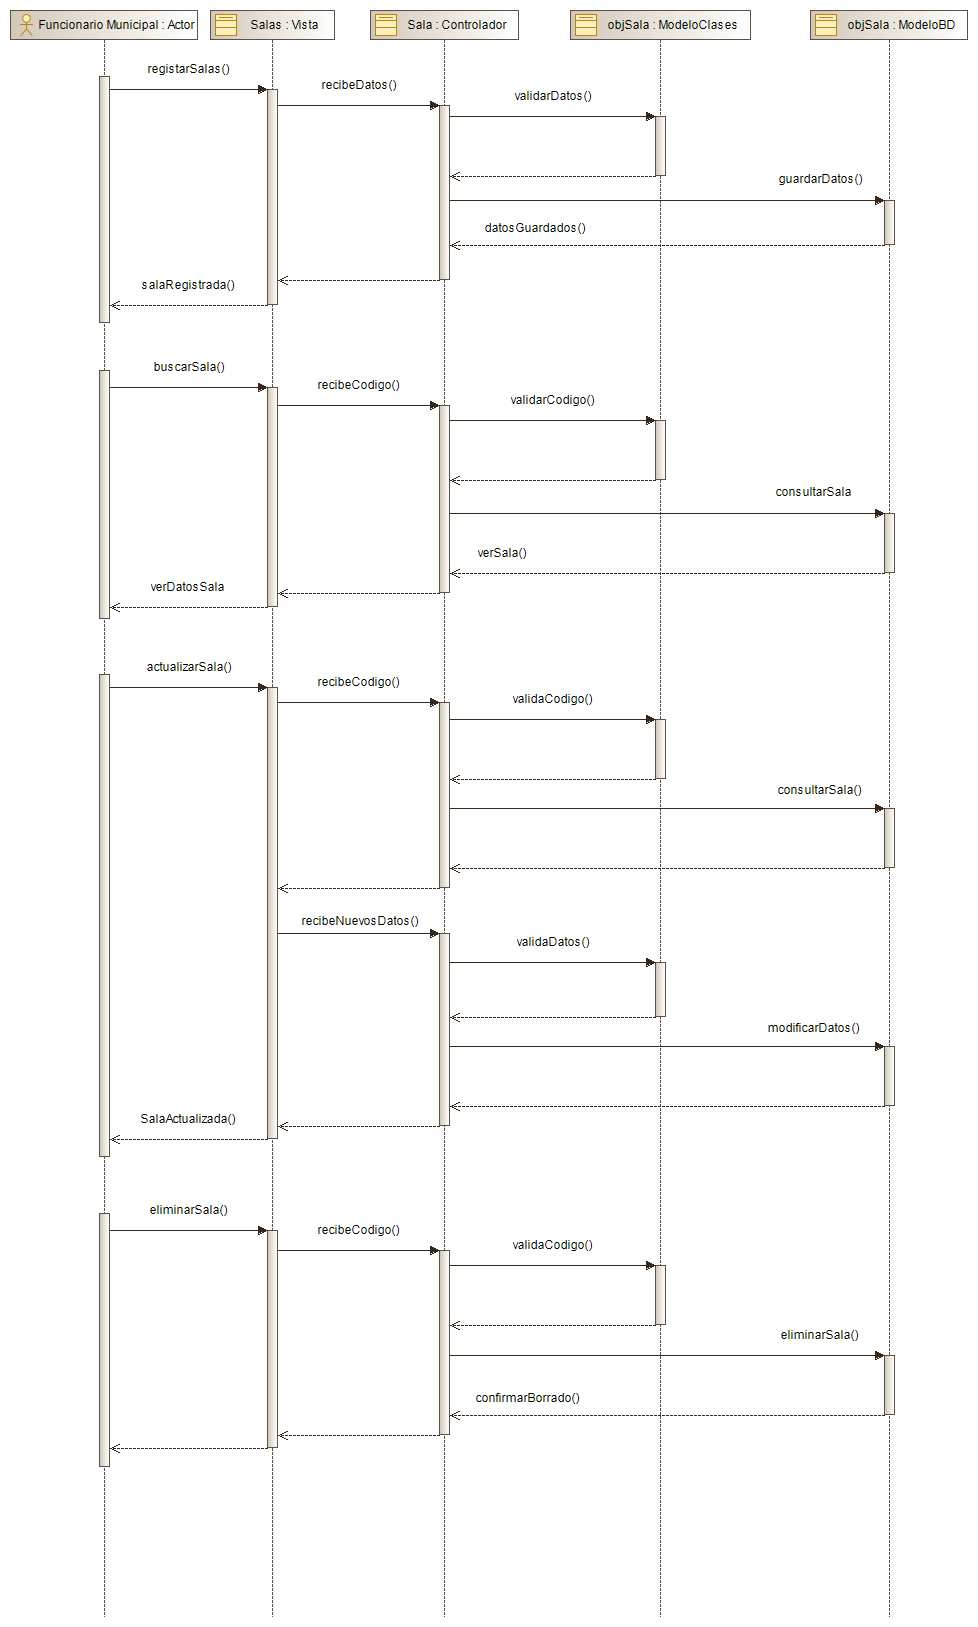 Funcionario Municipal : Actor
Salas : Vista
Sala : Controlador
objSala : ModeloClases
objSala : ModeloBD
registarSalas()
recibeDatos()
validarDatos()
guardarDatos()
datosGuardados()
salaRegistrada()
buscarSala()
recibeCodigo()
validarCodigo()
consultarSala
verSala()
verDatosSala
actualizarSala()
recibeCodigo()
validaCodigo()
consultarSala()
recibeNuevosDatos()
validaDatos()
modificarDatos()
SalaActualizada()
eliminarSala()
recibeCodigo()
validaCodigo()
eliminarSala()
confirmarBorrado()